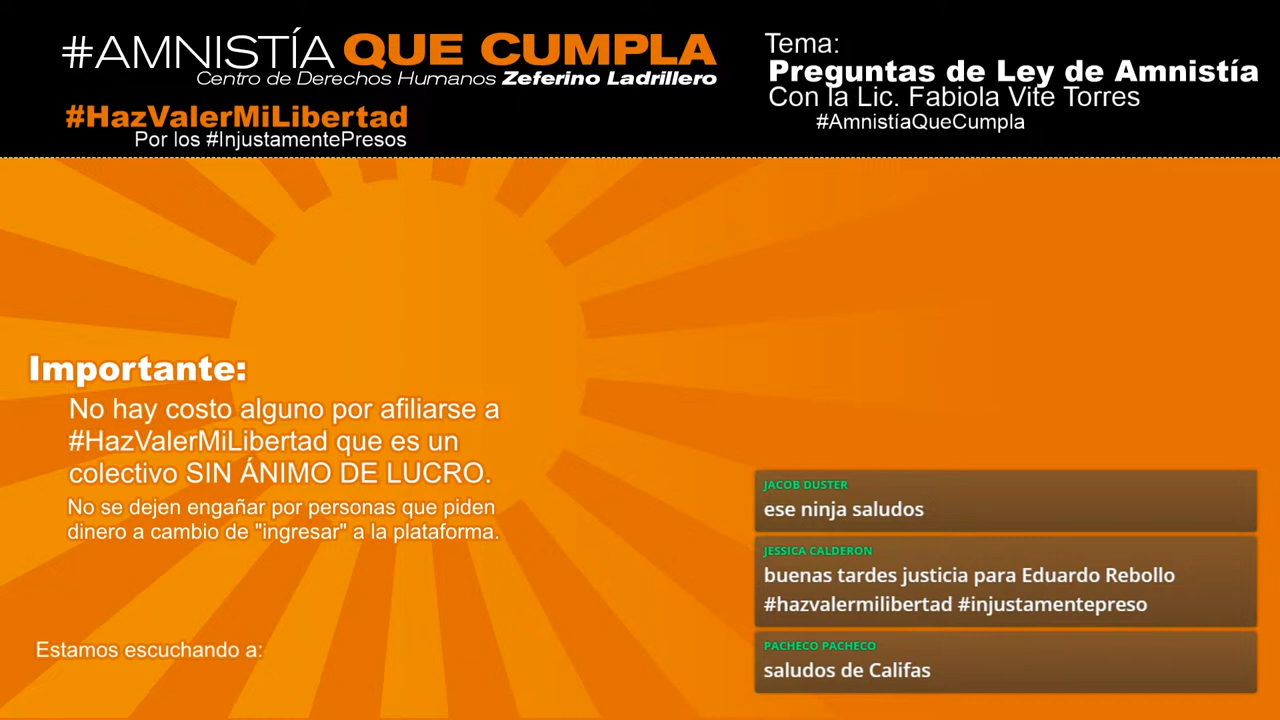 #AMNISTÍA QUE CUMPLA
Centro de Derechos Humanos Zeferino Ladrillero
#HazValerMiLibertad
Por los #InjustamentePresos
Tema:
Preguntas de Ley de Amnistía
Con la Lic. Fabiola Vite Torres
#AmnistíaQueCumpla
Importante:
No hay costo alguno por afiliarse a
#HazValerMiLibertad que es un
colectivo SIN ÁNIMO DE LUCRO.
No se dejen engañar por personas que piden
dinero a cambio de "ingresar" a la plataforma.
Estamos escuchando a:
JACOB DUSTER
ese ninja saludos
JESSICA CALDERON
buenas tardes justicia para Eduardo Rebollo
#hazvalermilibertad #injustamentepreso
PACHECO PACHECO
saludos de Califas